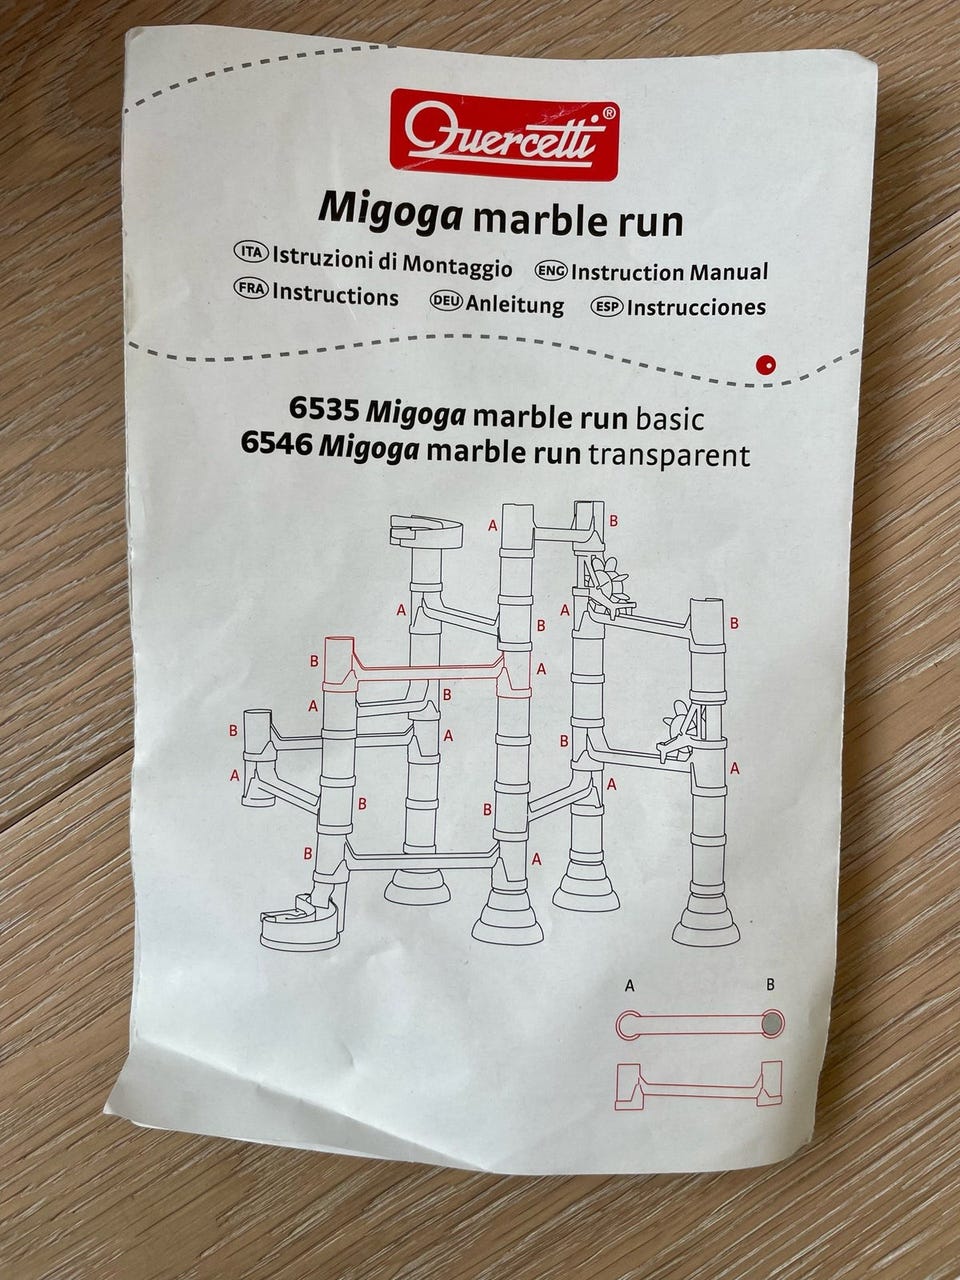 Quercetti®
Migoga marble run
ITA Istruzioni di Montaggio ENG Instruction Manual
FRA Instructions DEU Anleitung ESP Instrucciones
6535 Migoga marble run basic
6546 Migoga marble run transparent
A B
A B A B
B A
A B
B A B A
A B B
B A
B A
A B